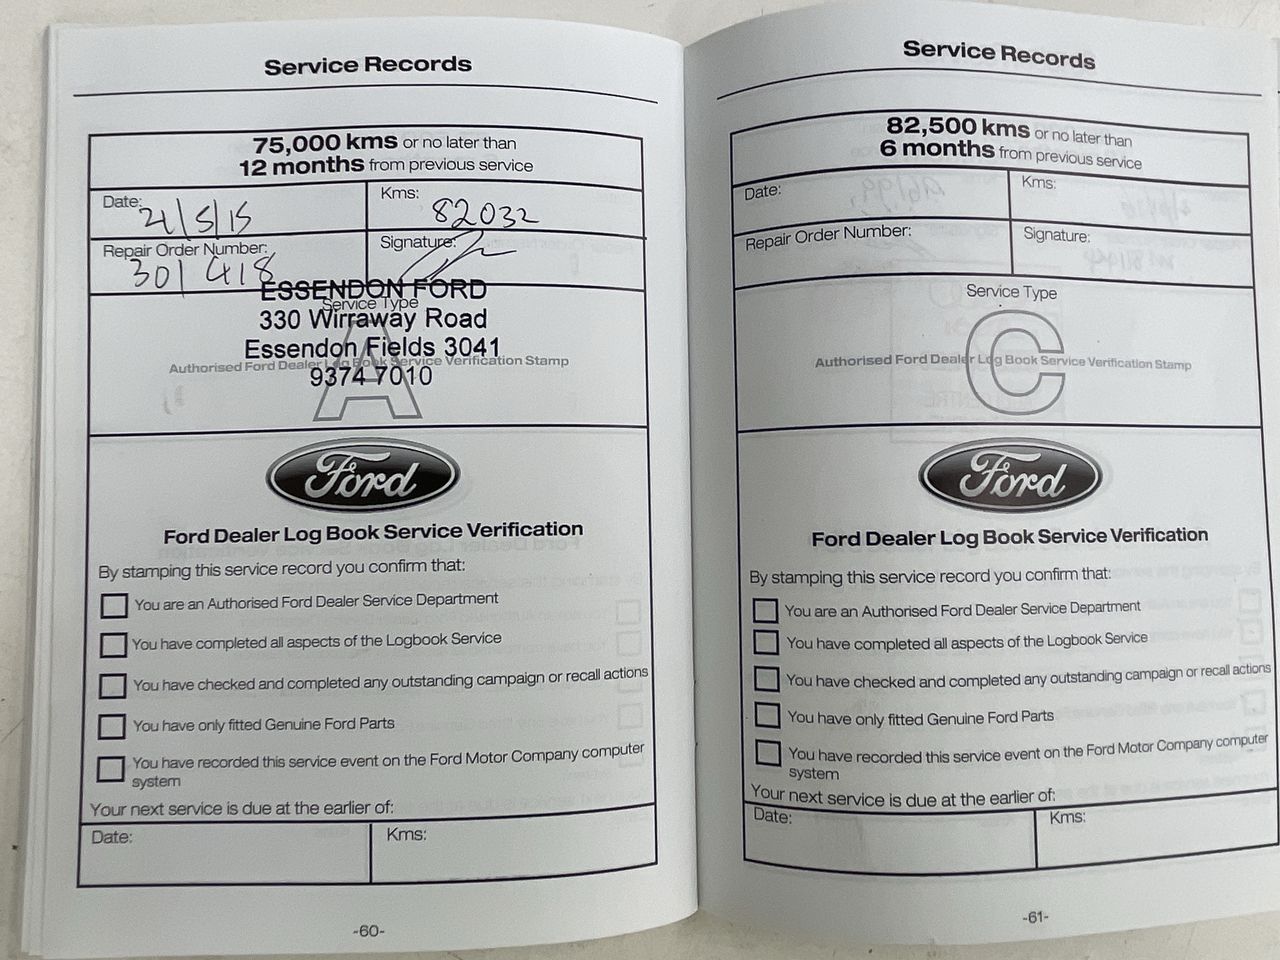 Service Records
75,000 kms or no later than
12 months from previous service
Date: 21/5/15
Kms: 82032
Repair Order Number: 301418
Signature:
ESSENDON FORD
Service Type
330 Wirraway Road
Essendon Fields 3041
A
Authorised Ford Dealer Log Book Service Verification Stamp
9374 7010
Ford
Ford Dealer Log Book Service Verification
By stamping this service record you confirm that:
You are an Authorised Ford Dealer Service Department
You have completed all aspects of the Logbook Service
You have checked and completed any outstanding campaign or recall actions
You have only fitted Genuine Ford Parts
You have recorded this service event on the Ford Motor Company computer
system
Your next service is due at the earlier of:
Date:
Kms:
-60-
Service Records
82,500 kms or no later than
6 months from previous service
Date:
Kms:
Repair Order Number:
Signature:
Service Type
C
Authorised Ford Dealer Log Book Service Verification Stamp
Ford
Ford Dealer Log Book Service Verification
By stamping this service record you confirm that:
You are an Authorised Ford Dealer Service Department
You have completed all aspects of the Logbook Service
You have checked and completed any outstanding campaign or recall actions
You have only fitted Genuine Ford Parts
You have recorded this service event on the Ford Motor Company computer
system
Your next service is due at the earlier of:
Date:
Kms:
-61-